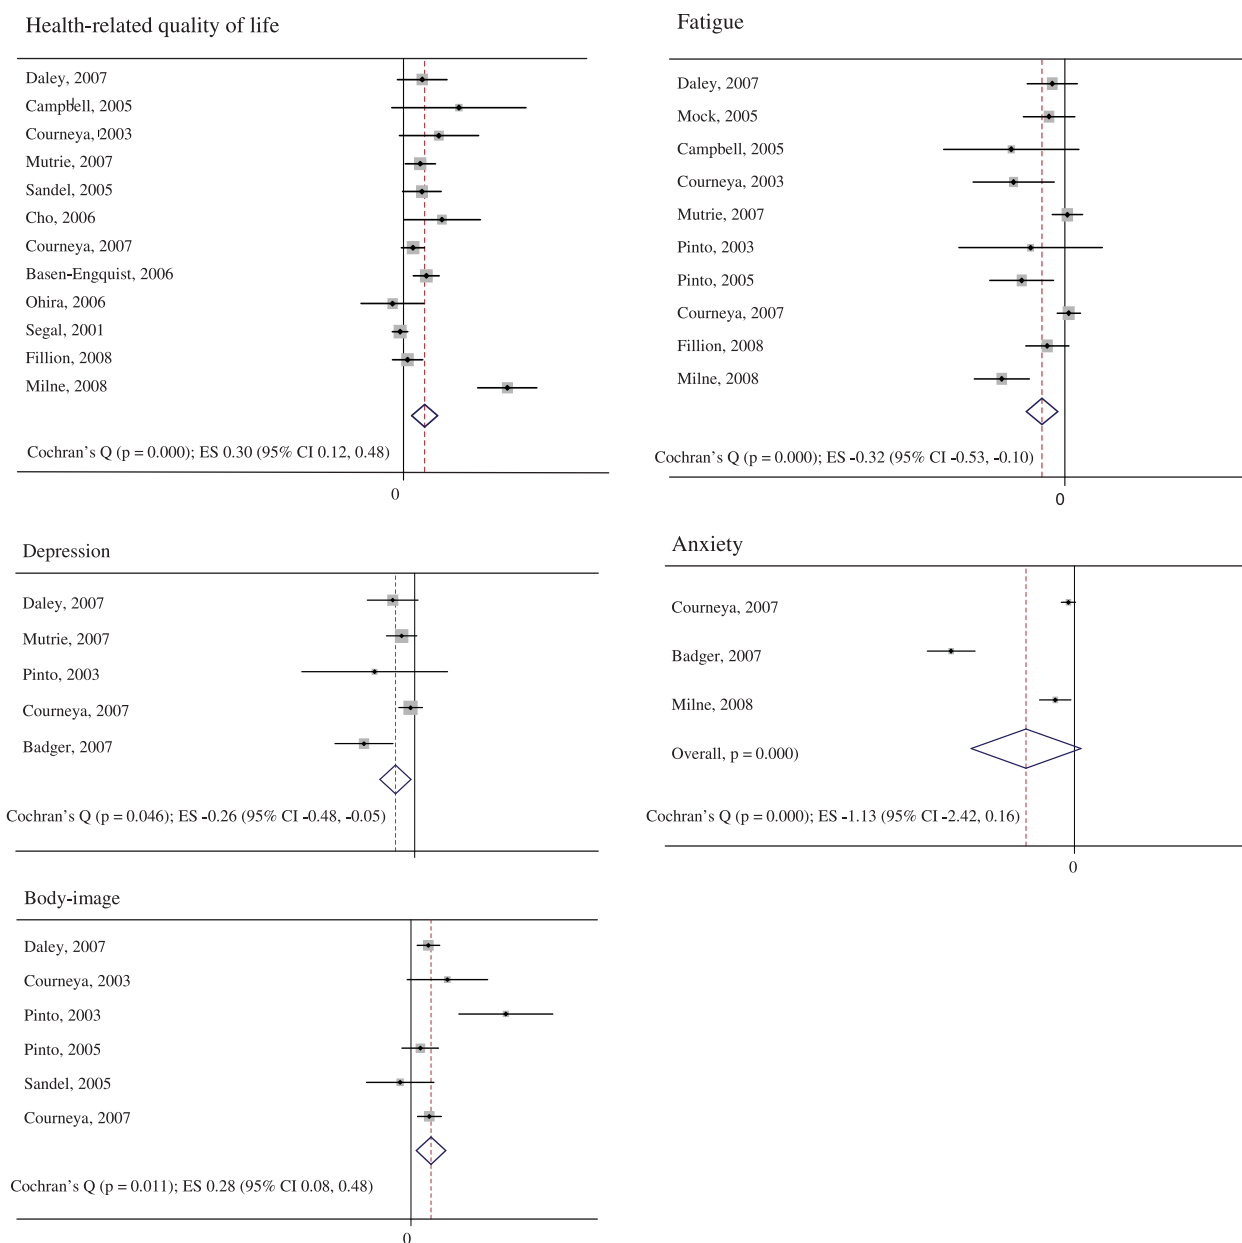 Health-related quality of life
Daley, 2007
Campbell, 2005
Courneya, 2003
Mutrie, 2007
Sandel, 2005
Cho, 2006
Courneya, 2007
Basen-Engquist, 2006
Ohira, 2006
Segal, 2001
Fillion, 2008
Milne, 2008
Cochran's Q (p = 0.000); ES 0.30 (95% CI 0.12, 0.48)
0
Fatigue
Daley, 2007
Mock, 2005
Campbell, 2005
Courneya, 2003
Mutrie, 2007
Pinto, 2003
Pinto, 2005
Courneya, 2007
Fillion, 2008
Milne, 2008
Cochran's Q (p = 0.000); ES -0.32 (95% CI -0.53, -0.10)
0
Depression
Daley, 2007
Mutrie, 2007
Pinto, 2003
Courneya, 2007
Badger, 2007
Cochran's Q (p = 0.046); ES -0.26 (95% CI -0.48, -0.05)
Anxiety
Courneya, 2007
Badger, 2007
Milne, 2008
Overall, p = 0.000)
Cochran's Q (p = 0.000); ES -1.13 (95% CI -2.42, 0.16)
0
Body-image
Daley, 2007
Courneya, 2003
Pinto, 2003
Pinto, 2005
Sandel, 2005
Courneya, 2007
Cochran's Q (p = 0.011); ES 0.28 (95% CI 0.08, 0.48)
0